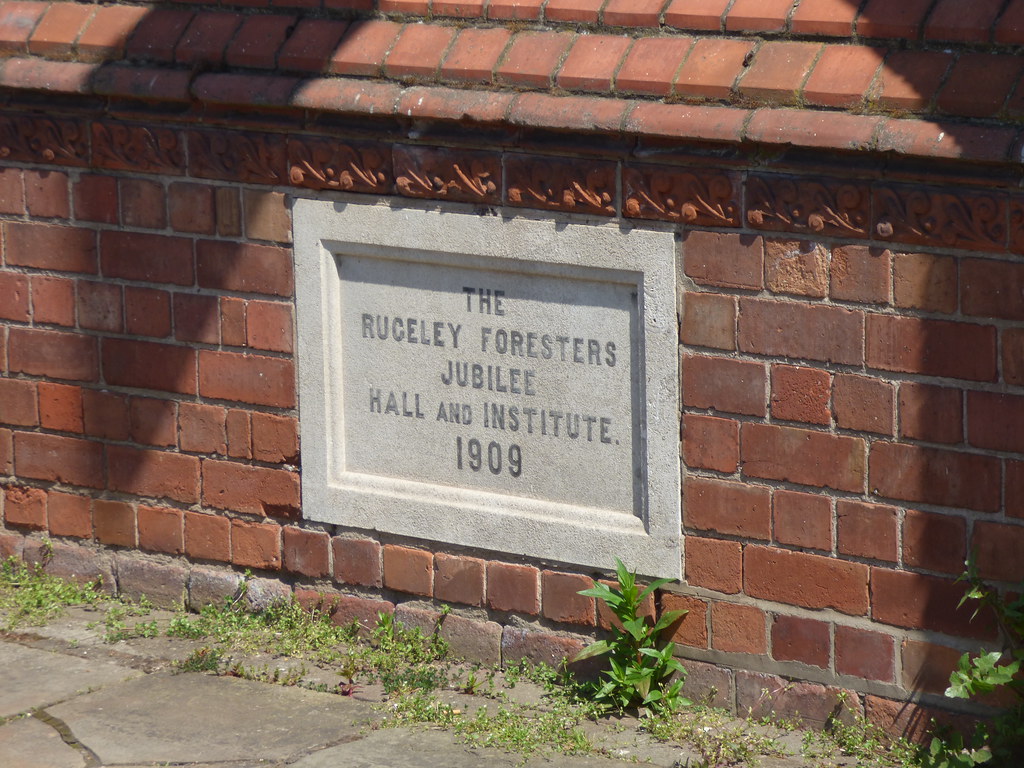 THE
RUGELEY FORESTERS
JUBILEE
HALL AND INSTITUTE.
1909